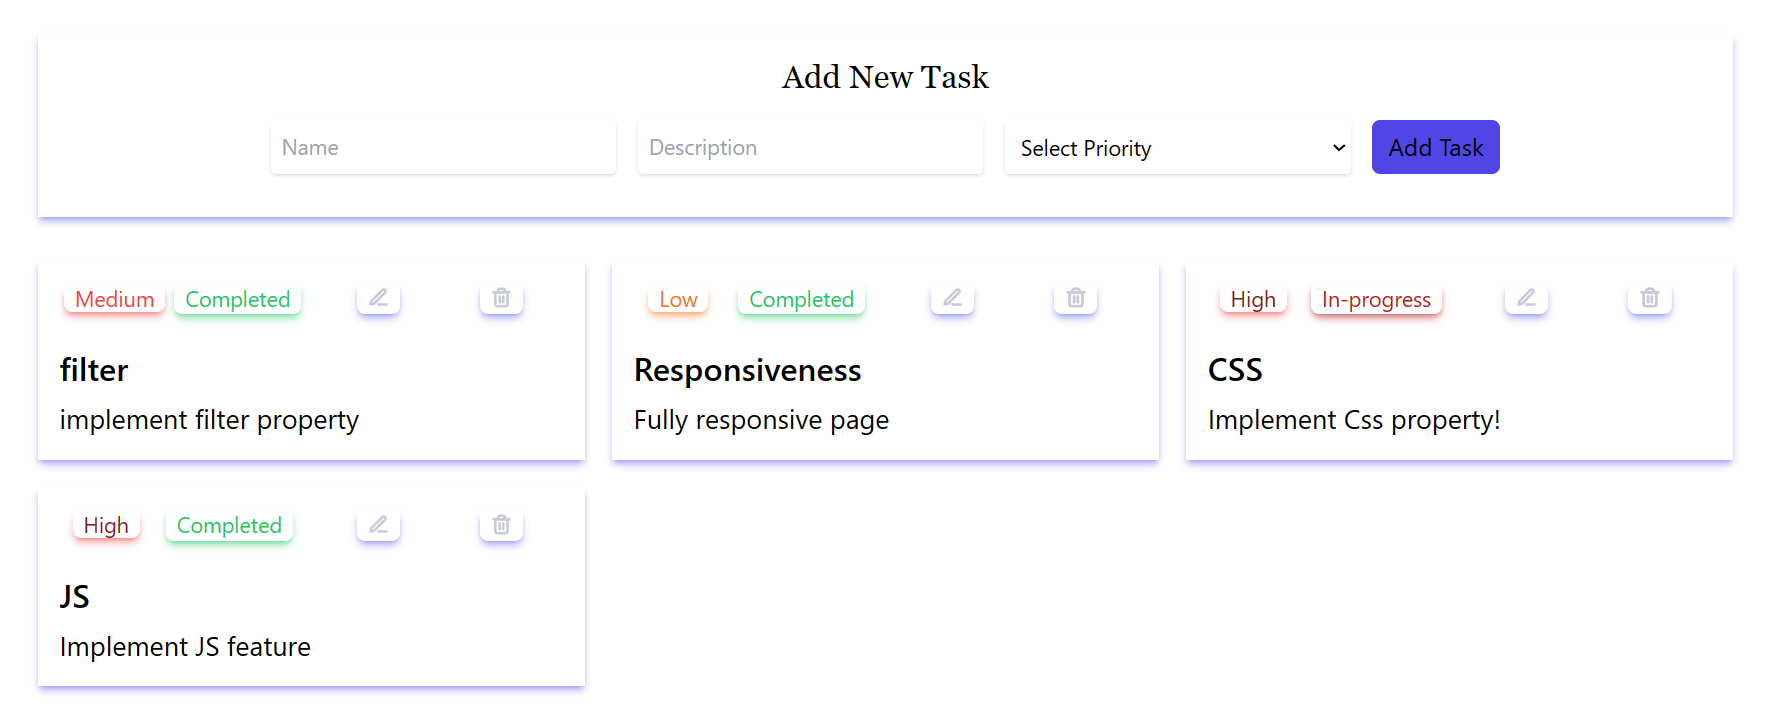 Add New Task
Name
Description
Select Priority
Add Task
Medium
Completed
filter
implement filter property
Low
Completed
Responsiveness
Fully responsive page
High
In-progress
CSS
Implement Css property!
High
Completed
JS
Implement JS feature